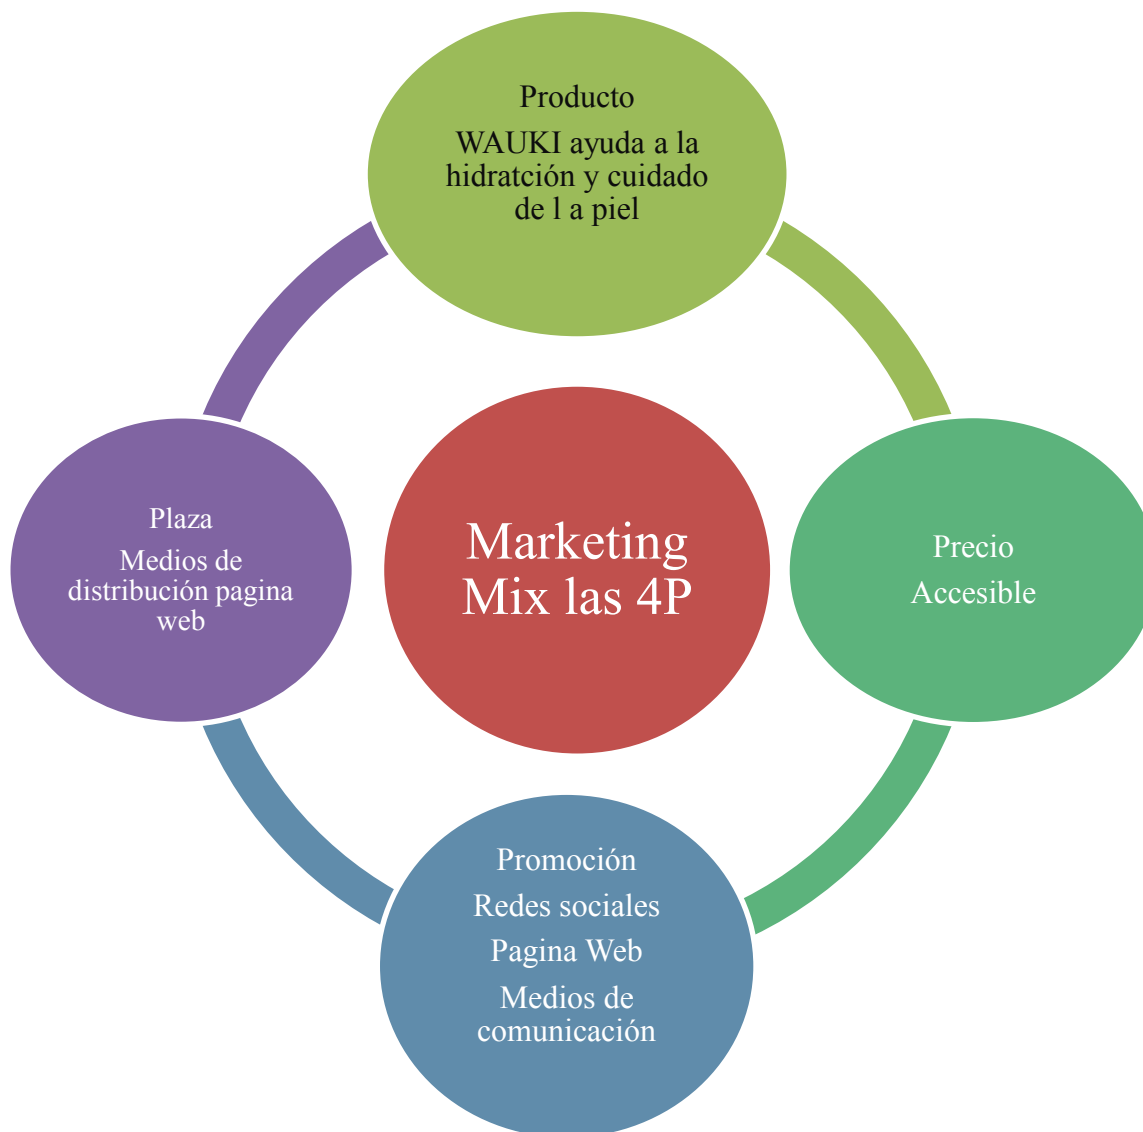 Producto
WAUKI ayuda a la
hidratción y cuidado
de l a piel
Plaza
Medios de
distribución pagina
web
Marketing
Mix las 4P
Precio
Accesible
Promoción
Redes sociales
Pagina Web
Medios de
comunicación